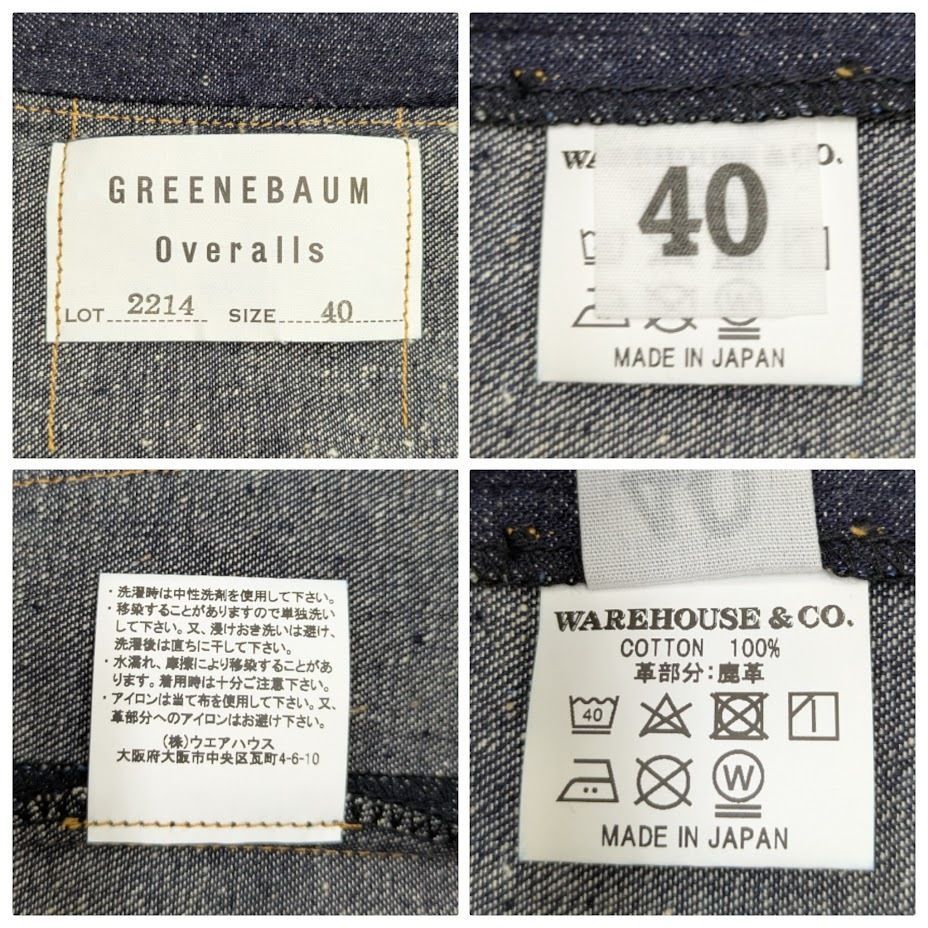 GREENEBAUM
Overalls
LOT 2214 SIZE 40
WAREHOUSE & CO.
40
MADE IN JAPAN
・洗濯時は中性洗剤を使用して下さい。
・移染することがありますので単独洗い
して下さい。又、浸けおき洗いは避け、
洗濯後は直ちに干して下さい。
・水濡れ、摩擦により移染することがあ
ります。着用時は十分ご注意下さい。
・アイロンは当て布を使用して下さい。又、
革部分へのアイロンはお避け下さい。
(株)ウエアハウス
大阪府大阪市中央区瓦町4-6-10
40
WAREHOUSE & CO.
COTTON 100%
革部分:鹿革
40
W
MADE IN JAPAN